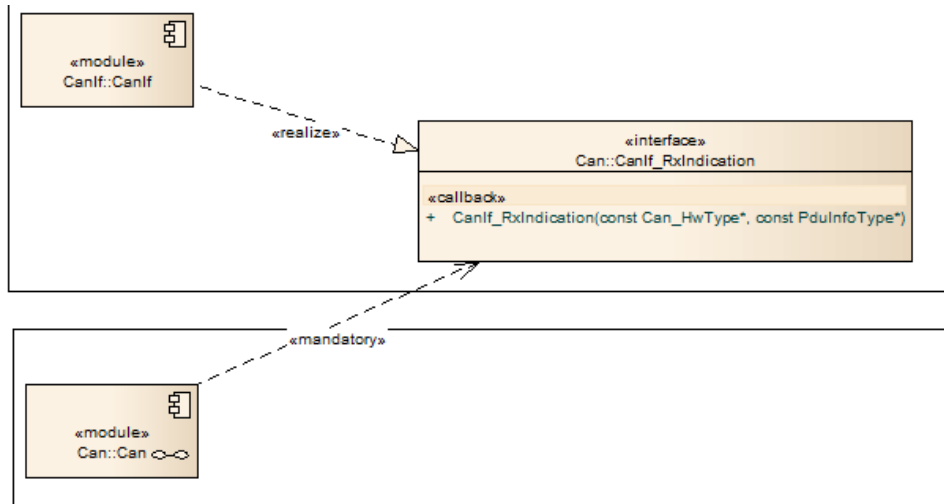 «module»
CanIf::CanIf
«realize»
«interface»
Can::CanIf_RxIndication
«callback»
+ CanIf_RxIndication(const Can_HwType*, const PduInfoType*)
«mandatory»
«module»
Can::Can